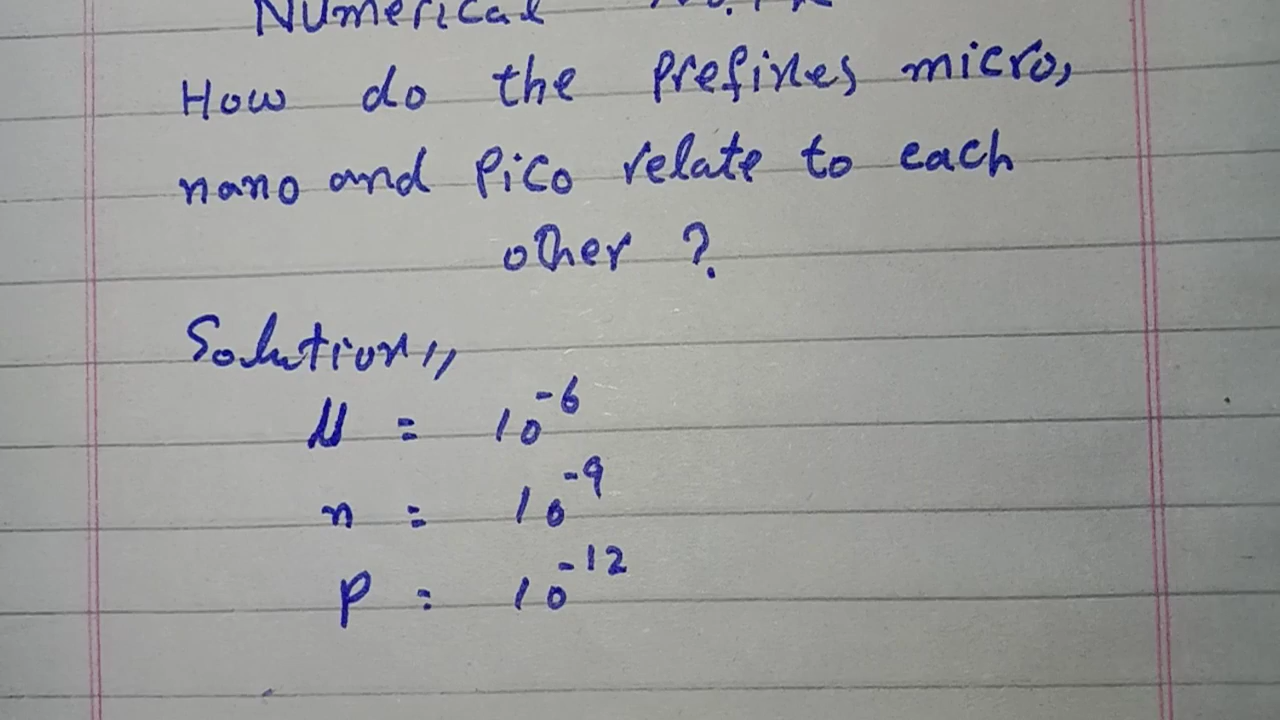 Numerical
How do the prefixes micro,
nano and pico relate to each
other ?
Solution,,
μ = 10⁻⁶
n = 10⁻⁹
p = 10⁻¹²